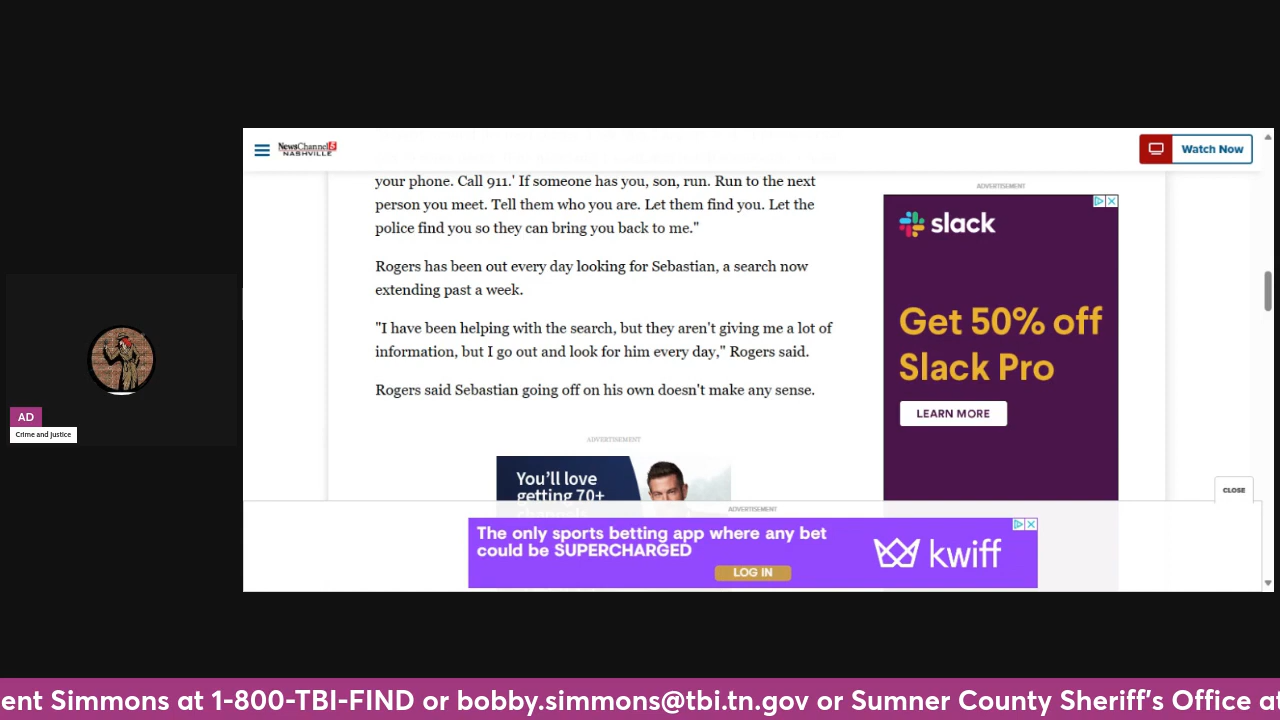 NewsChannel 5
NASHVILLE
Watch Now
your phone. Call 911.' If someone has you, son, run. Run to the next
person you meet. Tell them who you are. Let them find you. Let the
police find you so they can bring you back to me."
Rogers has been out every day looking for Sebastian, a search now
extending past a week.
"I have been helping with the search, but they aren't giving me a lot of
information, but I go out and look for him every day," Rogers said.
Rogers said Sebastian going off on his own doesn't make any sense.
ADVERTISEMENT
You'll love
getting 70+
channels
ADVERTISEMENT
slack
Get 50% off
Slack Pro
LEARN MORE
CLOSE
ADVERTISEMENT
The only sports betting app where any bet
could be SUPERCHARGED
LOG IN
kwiff
AD
Crime and Justice
ent Simmons at 1-800-TBI-FIND or bobby.simmons@tbi.tn.gov or Sumner County Sheriff's Office at